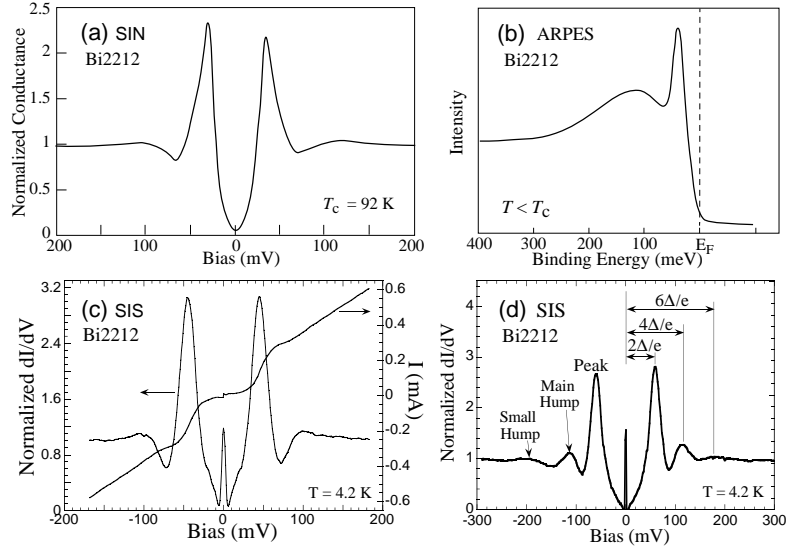 (a) SIN
Bi2212
Normalized Conductance
2.5
2
1.5
1
0.5
0
T_c = 92 K
200 100 0 100 200
Bias (mV)
(b) ARPES
Bi2212
Intensity
T < T_c
400 300 200 100 E_F
Binding Energy (meV)
(c) SIS
Bi2212
Normalized dI/dV
3.2
2.4
1.6
0.8
0
I (mA)
0.6
0.4
0.2
0
-0.2
-0.4
-0.6
T = 4.2 K
-200 -100 0 100 200
Bias (mV)
(d) SIS
Bi2212
Normalized dI/dV
4
3
2
1
0
6Δ/e
4Δ/e
2Δ/e
Peak
Main
Hump
Small
Hump
T = 4.2 K
-300 -200 -100 0 100 200 300
Bias (mV)